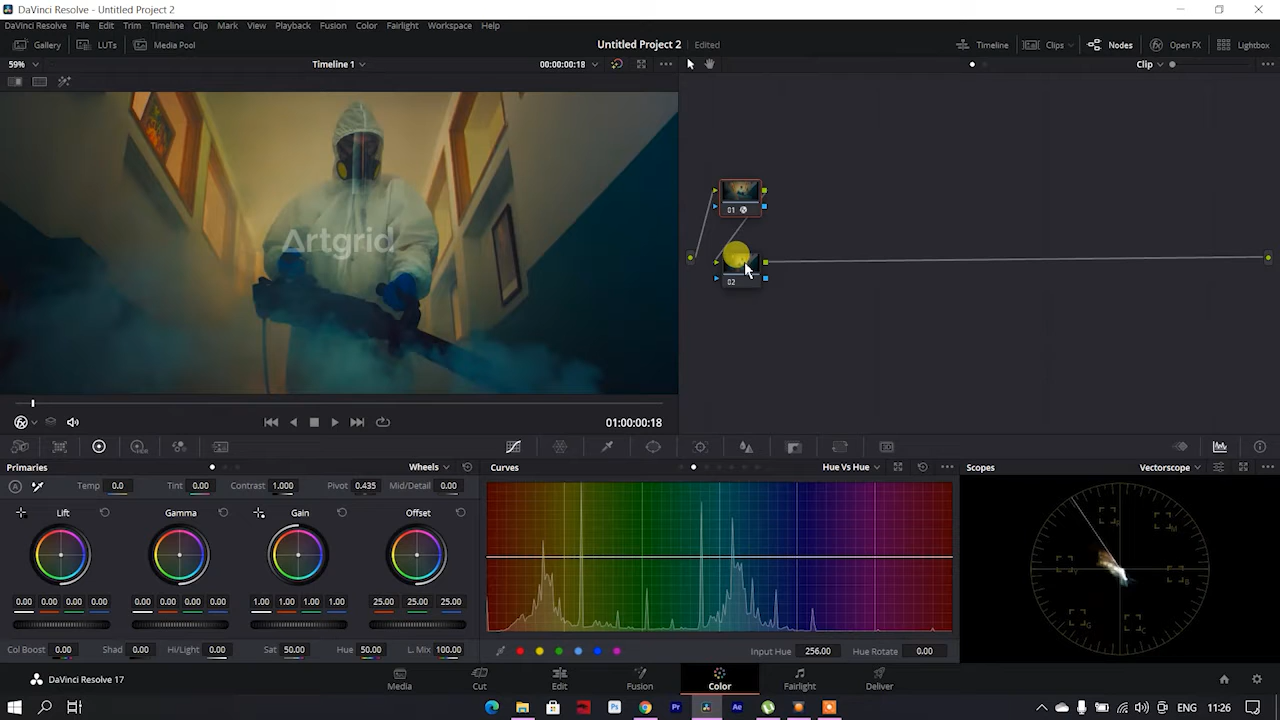 DaVinci Resolve - Untitled Project 2
DaVinci Resolve File Edit Trim Timeline Clip Mark View Playback Fusion Color Fairlight Workspace Help
Gallery LUTs Media Pool Untitled Project 2 Edited Timeline Clips Nodes Open FX Lightbox
59% Timeline 1 00:00:00:18 Clip
Artgrid
01
02
01:00:00:18
Primaries Wheels Curves Hue Vs Hue Scopes Vectorscope
Temp 0.0 Tint 0.00 Contrast 1.000 Pivot 0.435 Mid/Detail 0.00
Lift Gamma Gain Offset
0.00 0.00 0.00 0.00 0.00 0.00 0.00 0.00 1.00 1.00 1.00 1.00 25.00 25.00 25.00
Col Boost 0.00 Shad 0.00 Hi/Light 0.00 Sat 50.00 Hue 50.00 L. Mix 100.00 Input Hue 256.00 Hue Rotate 0.00
DaVinci Resolve 17 Media Cut Edit Fusion Color Fairlight Deliver
Ps Pr Ae ENG 11:26